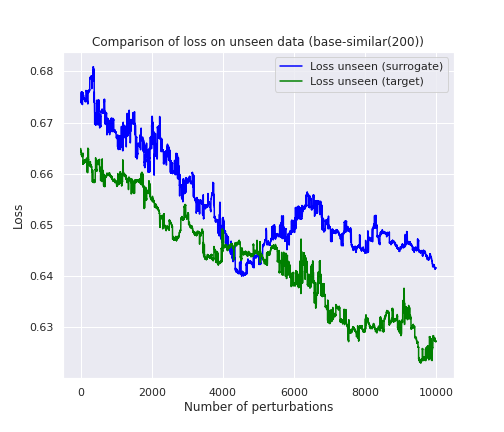 Comparison of loss on unseen data (base-similar(200))
Loss unseen (surrogate)
Loss unseen (target)
Loss
0.68
0.67
0.66
0.65
0.64
0.63
0 2000 4000 6000 8000 10000
Number of perturbations